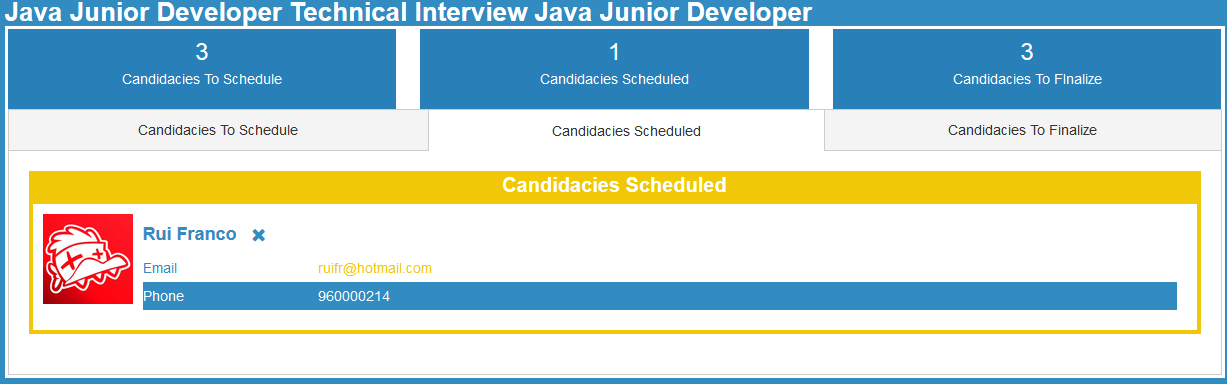 Java Junior Developer Technical Interview Java Junior Developer
3 1 3
Candidacies To Schedule Candidacies Scheduled Candidacies To FInalize
Candidacies To Schedule Candidacies Scheduled Candidacies To Finalize
Candidacies Scheduled
Rui Franco
Email ruifr@hotmail.com
Phone 960000214